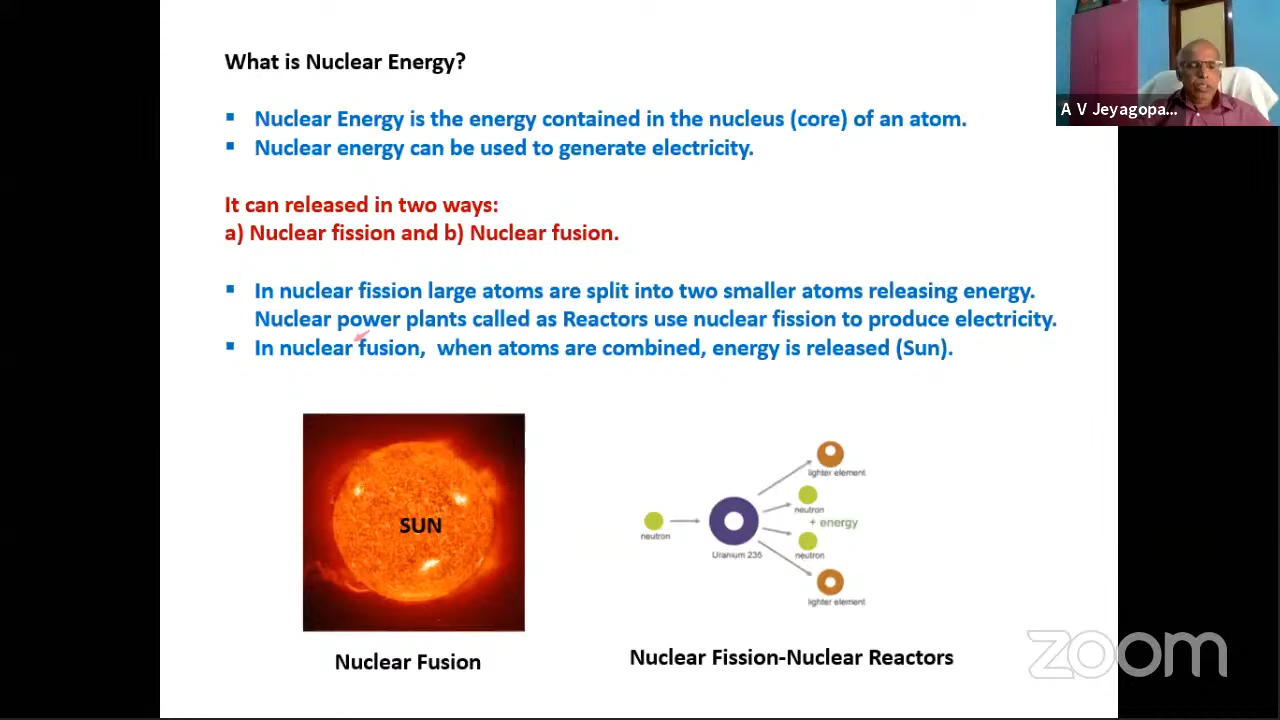 What is Nuclear Energy?
A V Jeyagopa...
▪ Nuclear Energy is the energy contained in the nucleus (core) of an atom.
▪ Nuclear energy can be used to generate electricity.
It can released in two ways:
a) Nuclear fission and b) Nuclear fusion.
▪ In nuclear fission large atoms are split into two smaller atoms releasing energy.
Nuclear power plants called as Reactors use nuclear fission to produce electricity.
▪ In nuclear fusion, when atoms are combined, energy is released (Sun).
SUN
Nuclear Fusion
neutron
Uranium 235
lighter element
neutron
+ energy
neutron
lighter element
Nuclear Fission-Nuclear Reactors
zoom